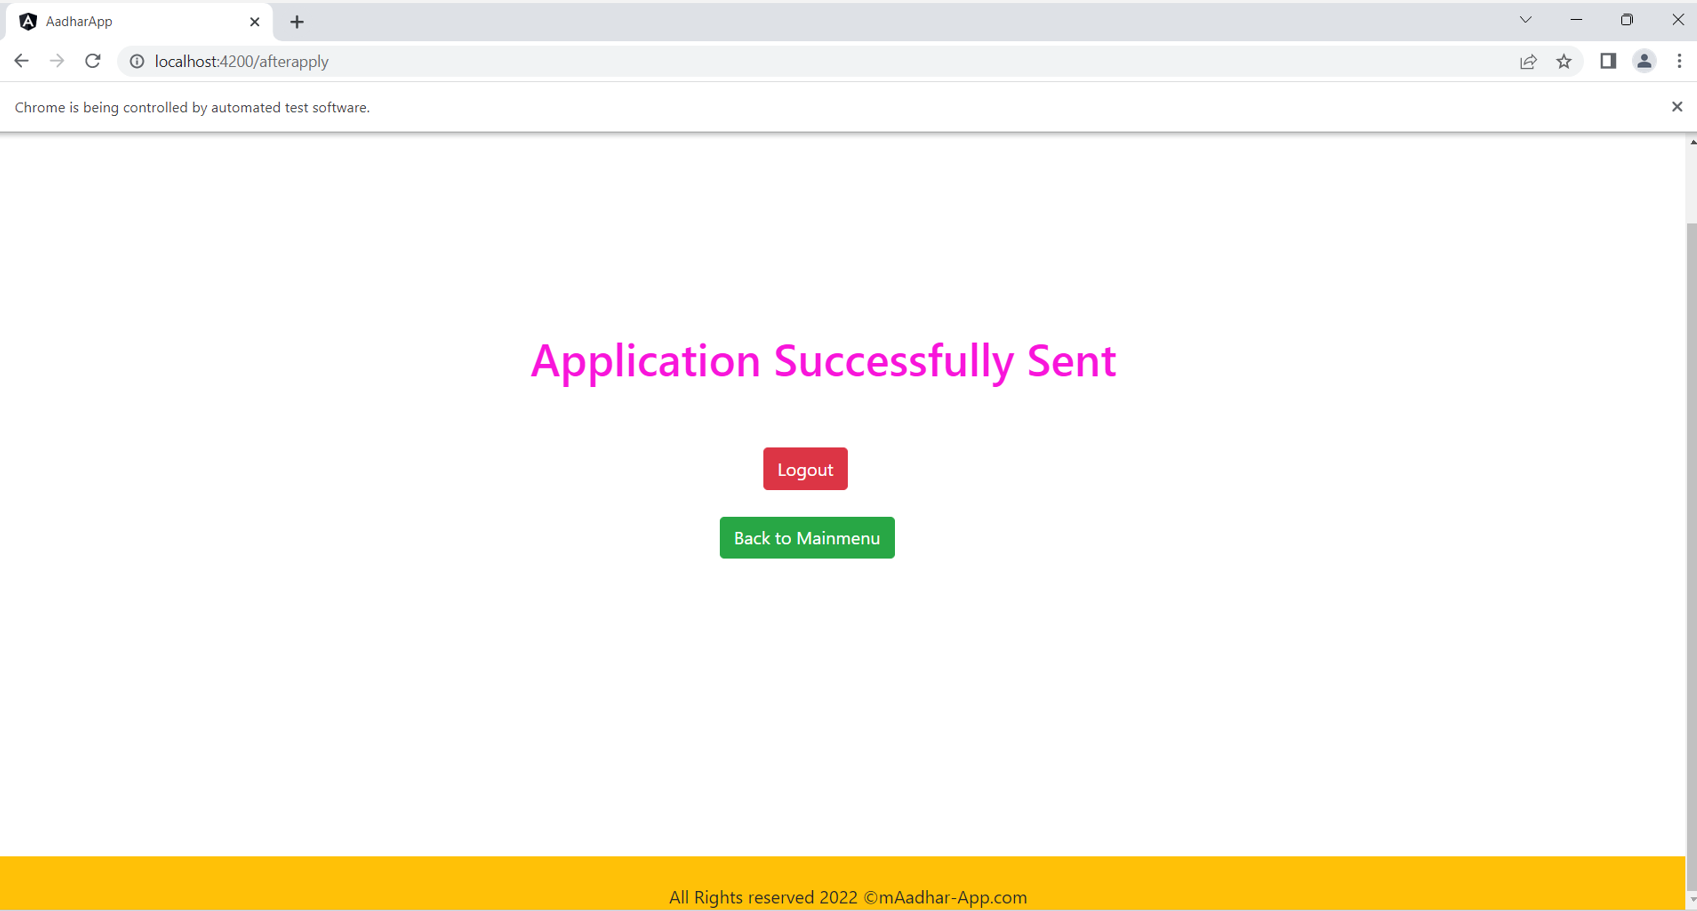 AadharApp
localhost:4200/afterapply
Chrome is being controlled by automated test software.
Application Successfully Sent
Logout
Back to Mainmenu
All Rights reserved 2022 ©mAadhar-App.com